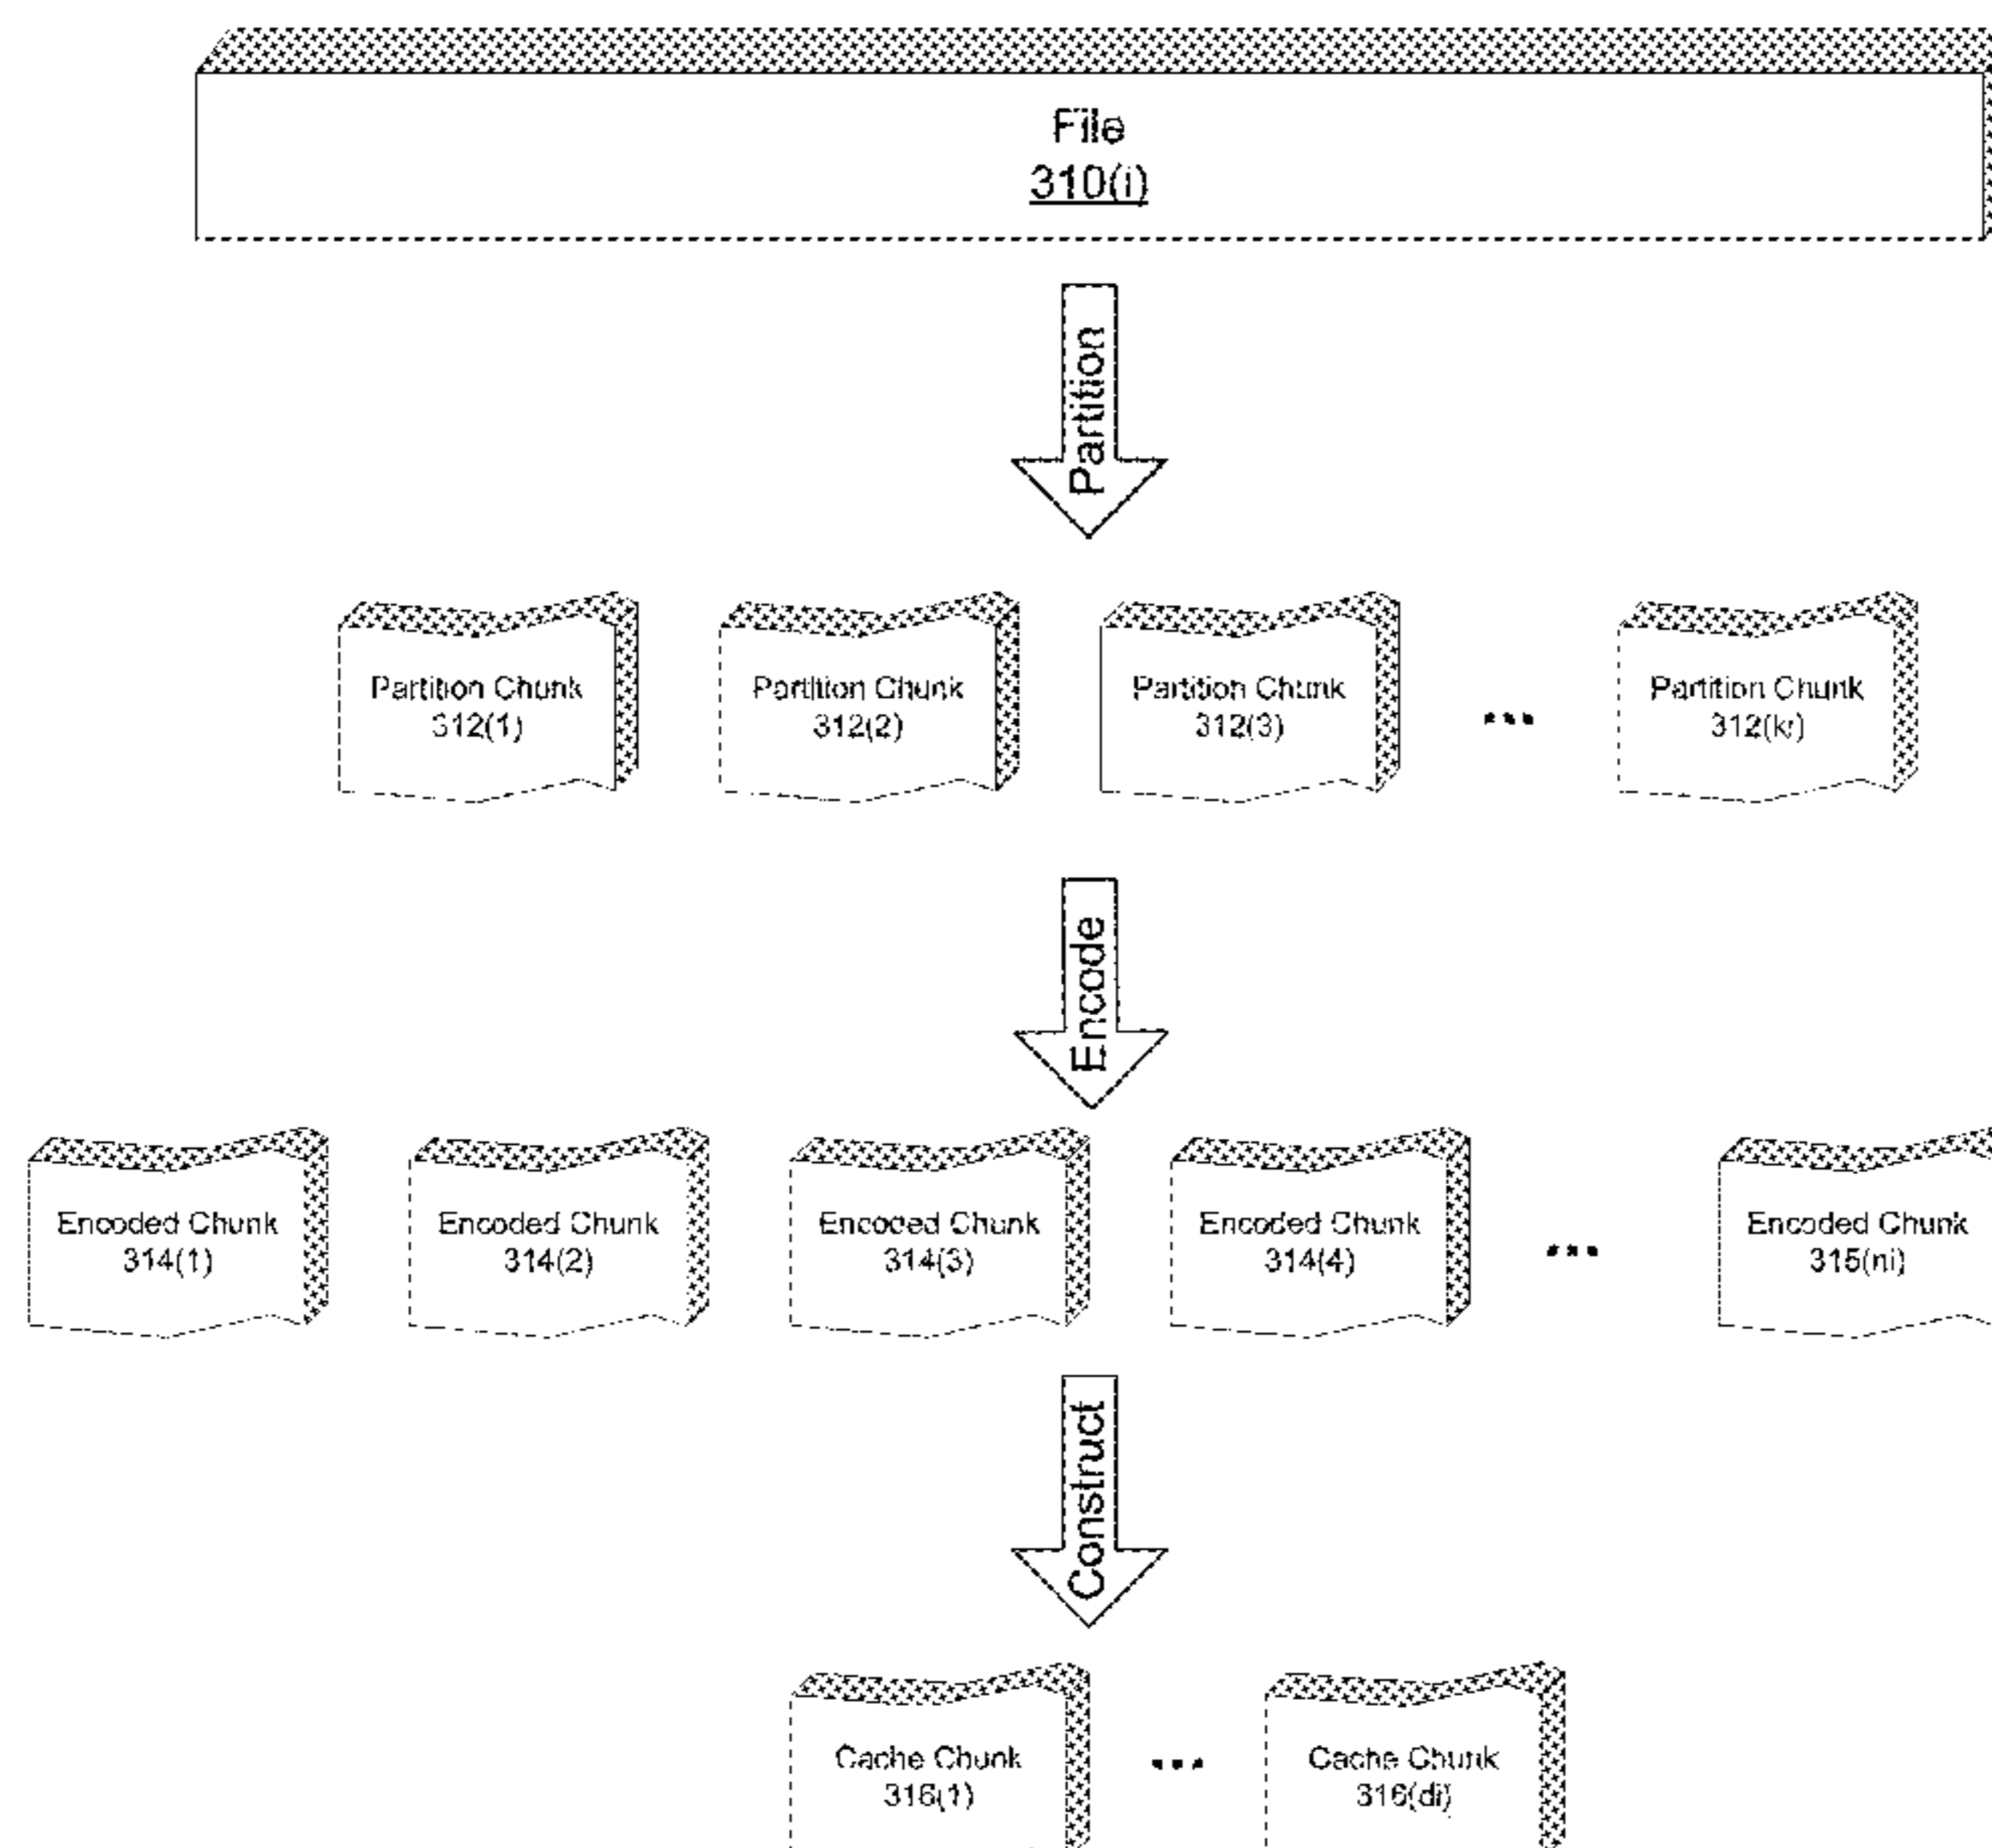 File
310(i)
Partition
Partition Chunk
312(1)
Partition Chunk
312(2)
Partition Chunk
312(3)
...
Partition Chunk
312(ki)
Encode
Encoded Chunk
314(1)
Encoded Chunk
314(2)
Encoded Chunk
314(3)
Encoded Chunk
314(4)
...
Encoded Chunk
315(ni)
Construct
Cache Chunk
316(1)
...
Cache Chunk
316(di)